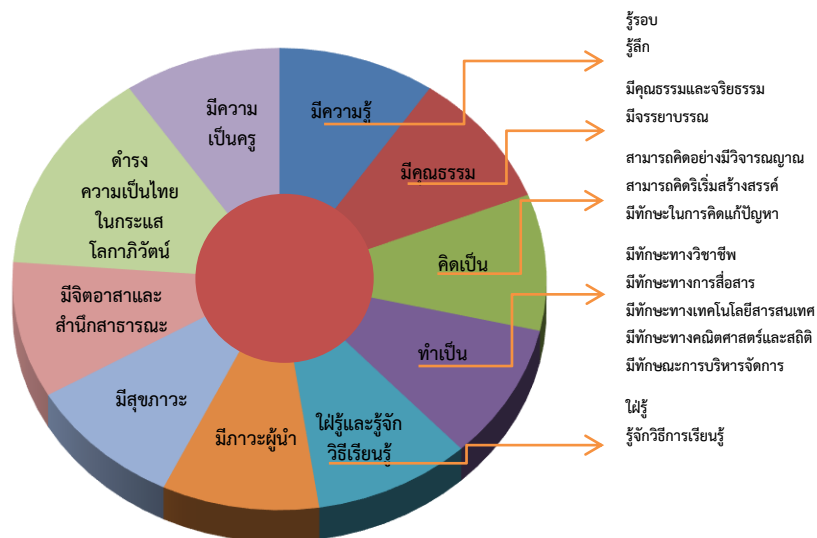 มีความรู้
มีคุณธรรม
คิดเป็น
ทำเป็น
ใฝ่รู้และรู้จัก
วิธีเรียนรู้
มีภาวะผู้นำ
มีสุขภาวะ
มีจิตอาสาและ
สำนึกสาธารณะ
ดำรง
ความเป็นไทย
ในกระแส
โลกาภิวัตน์
มีความ
เป็นครู
รู้รอบ
รู้ลึก
มีคุณธรรมและจริยธรรม
มีจรรยาบรรณ
สามารถคิดอย่างมีวิจารณญาณ
สามารถคิดริเริ่มสร้างสรรค์
มีทักษะในการคิดแก้ปัญหา
มีทักษะทางวิชาชีพ
มีทักษะทางการสื่อสาร
มีทักษะทางเทคโนโลยีสารสนเทศ
มีทักษะทางคณิตศาสตร์และสถิติ
มีทักษณะการบริหารจัดการ
ใฝ่รู้
รู้จักวิธีการเรียนรู้